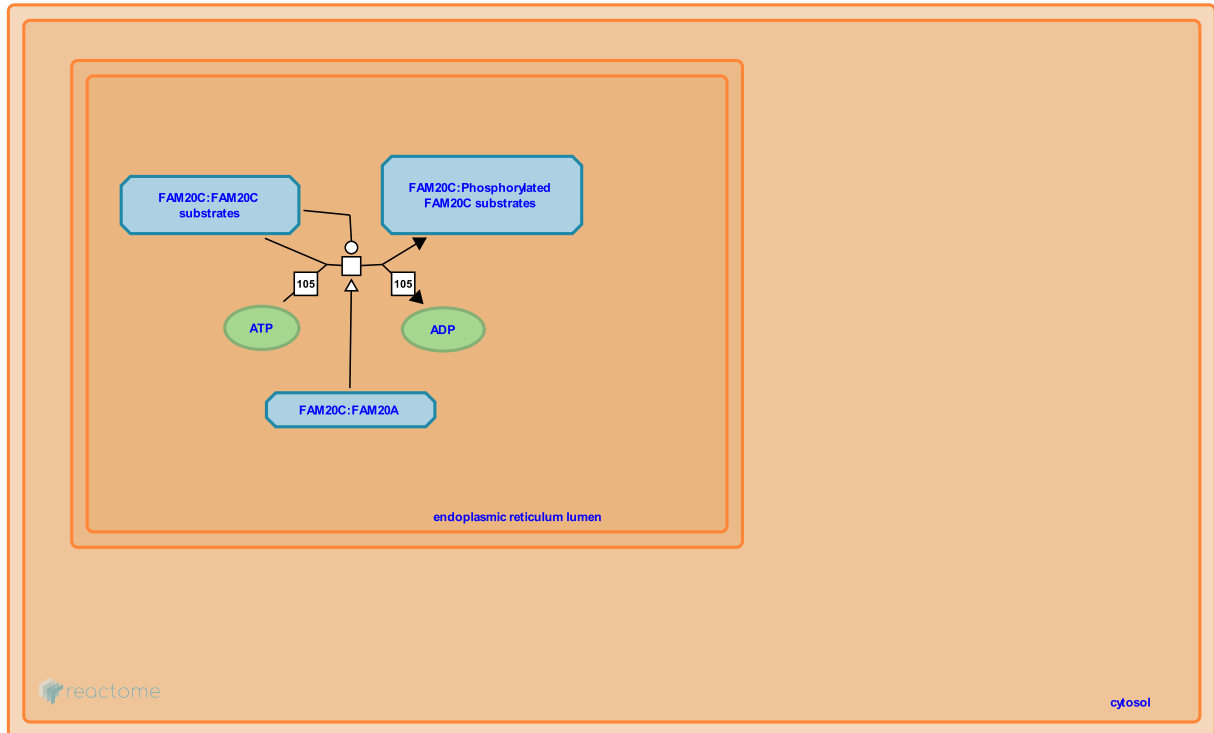 FAM20C:FAM20C
substrates
FAM20C:Phosphorylated
FAM20C substrates
105
105
ATP
ADP
FAM20C:FAM20A
endoplasmic reticulum lumen
reactome
cytosol